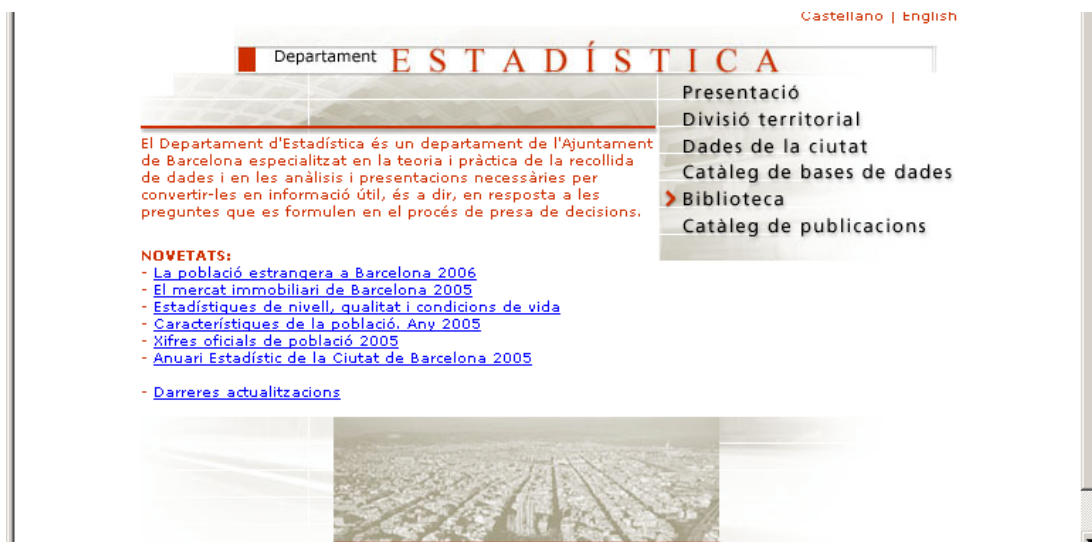 Castellano | English
Departament ESTADÍSTICA
Presentació
Divisió territorial
Dades de la ciutat
Catàleg de bases de dades
Biblioteca
Catàleg de publicacions
El Departament d'Estadística és un departament de l'Ajuntament
de Barcelona especialitzat en la teoria i pràctica de la recollida
de dades i en les anàlisis i presentacions necessàries per
convertir-les en informació útil, és a dir, en resposta a les
preguntes que es formulen en el procés de presa de decisions.
NOVETATS:
- La població estrangera a Barcelona 2006
- El mercat immobiliari de Barcelona 2005
- Estadístiques de nivell, qualitat i condicions de vida
- Característiques de la població. Any 2005
- Xifres oficials de població 2005
- Anuari Estadístic de la Ciutat de Barcelona 2005
- Darreres actualitzacions